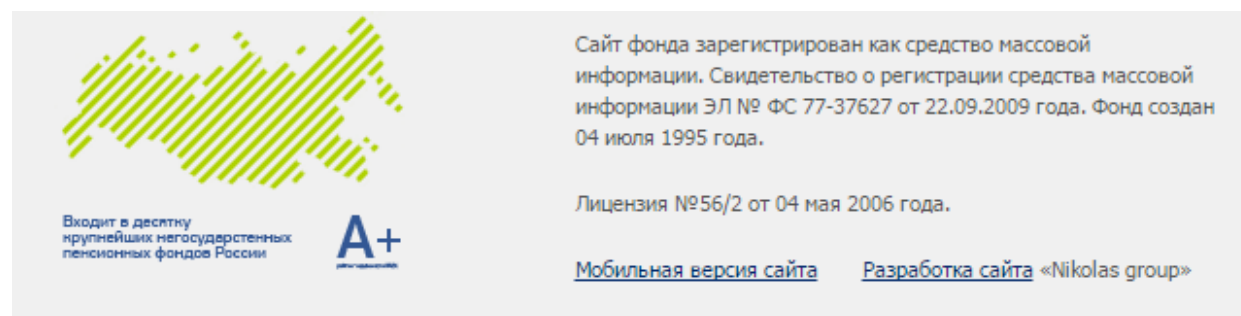 Сайт фонда зарегистрирован как средство массовой
информации. Свидетельство о регистрации средства массовой
информации ЭЛ № ФС 77-37627 от 22.09.2009 года. Фонд создан
04 июля 1995 года.
Лицензия №56/2 от 04 мая 2006 года.
Мобильная версия сайта Разработка сайта «Nikolas group»
Входит в десятку
крупнейших негосударстенных
пенсионных фондов России
A+